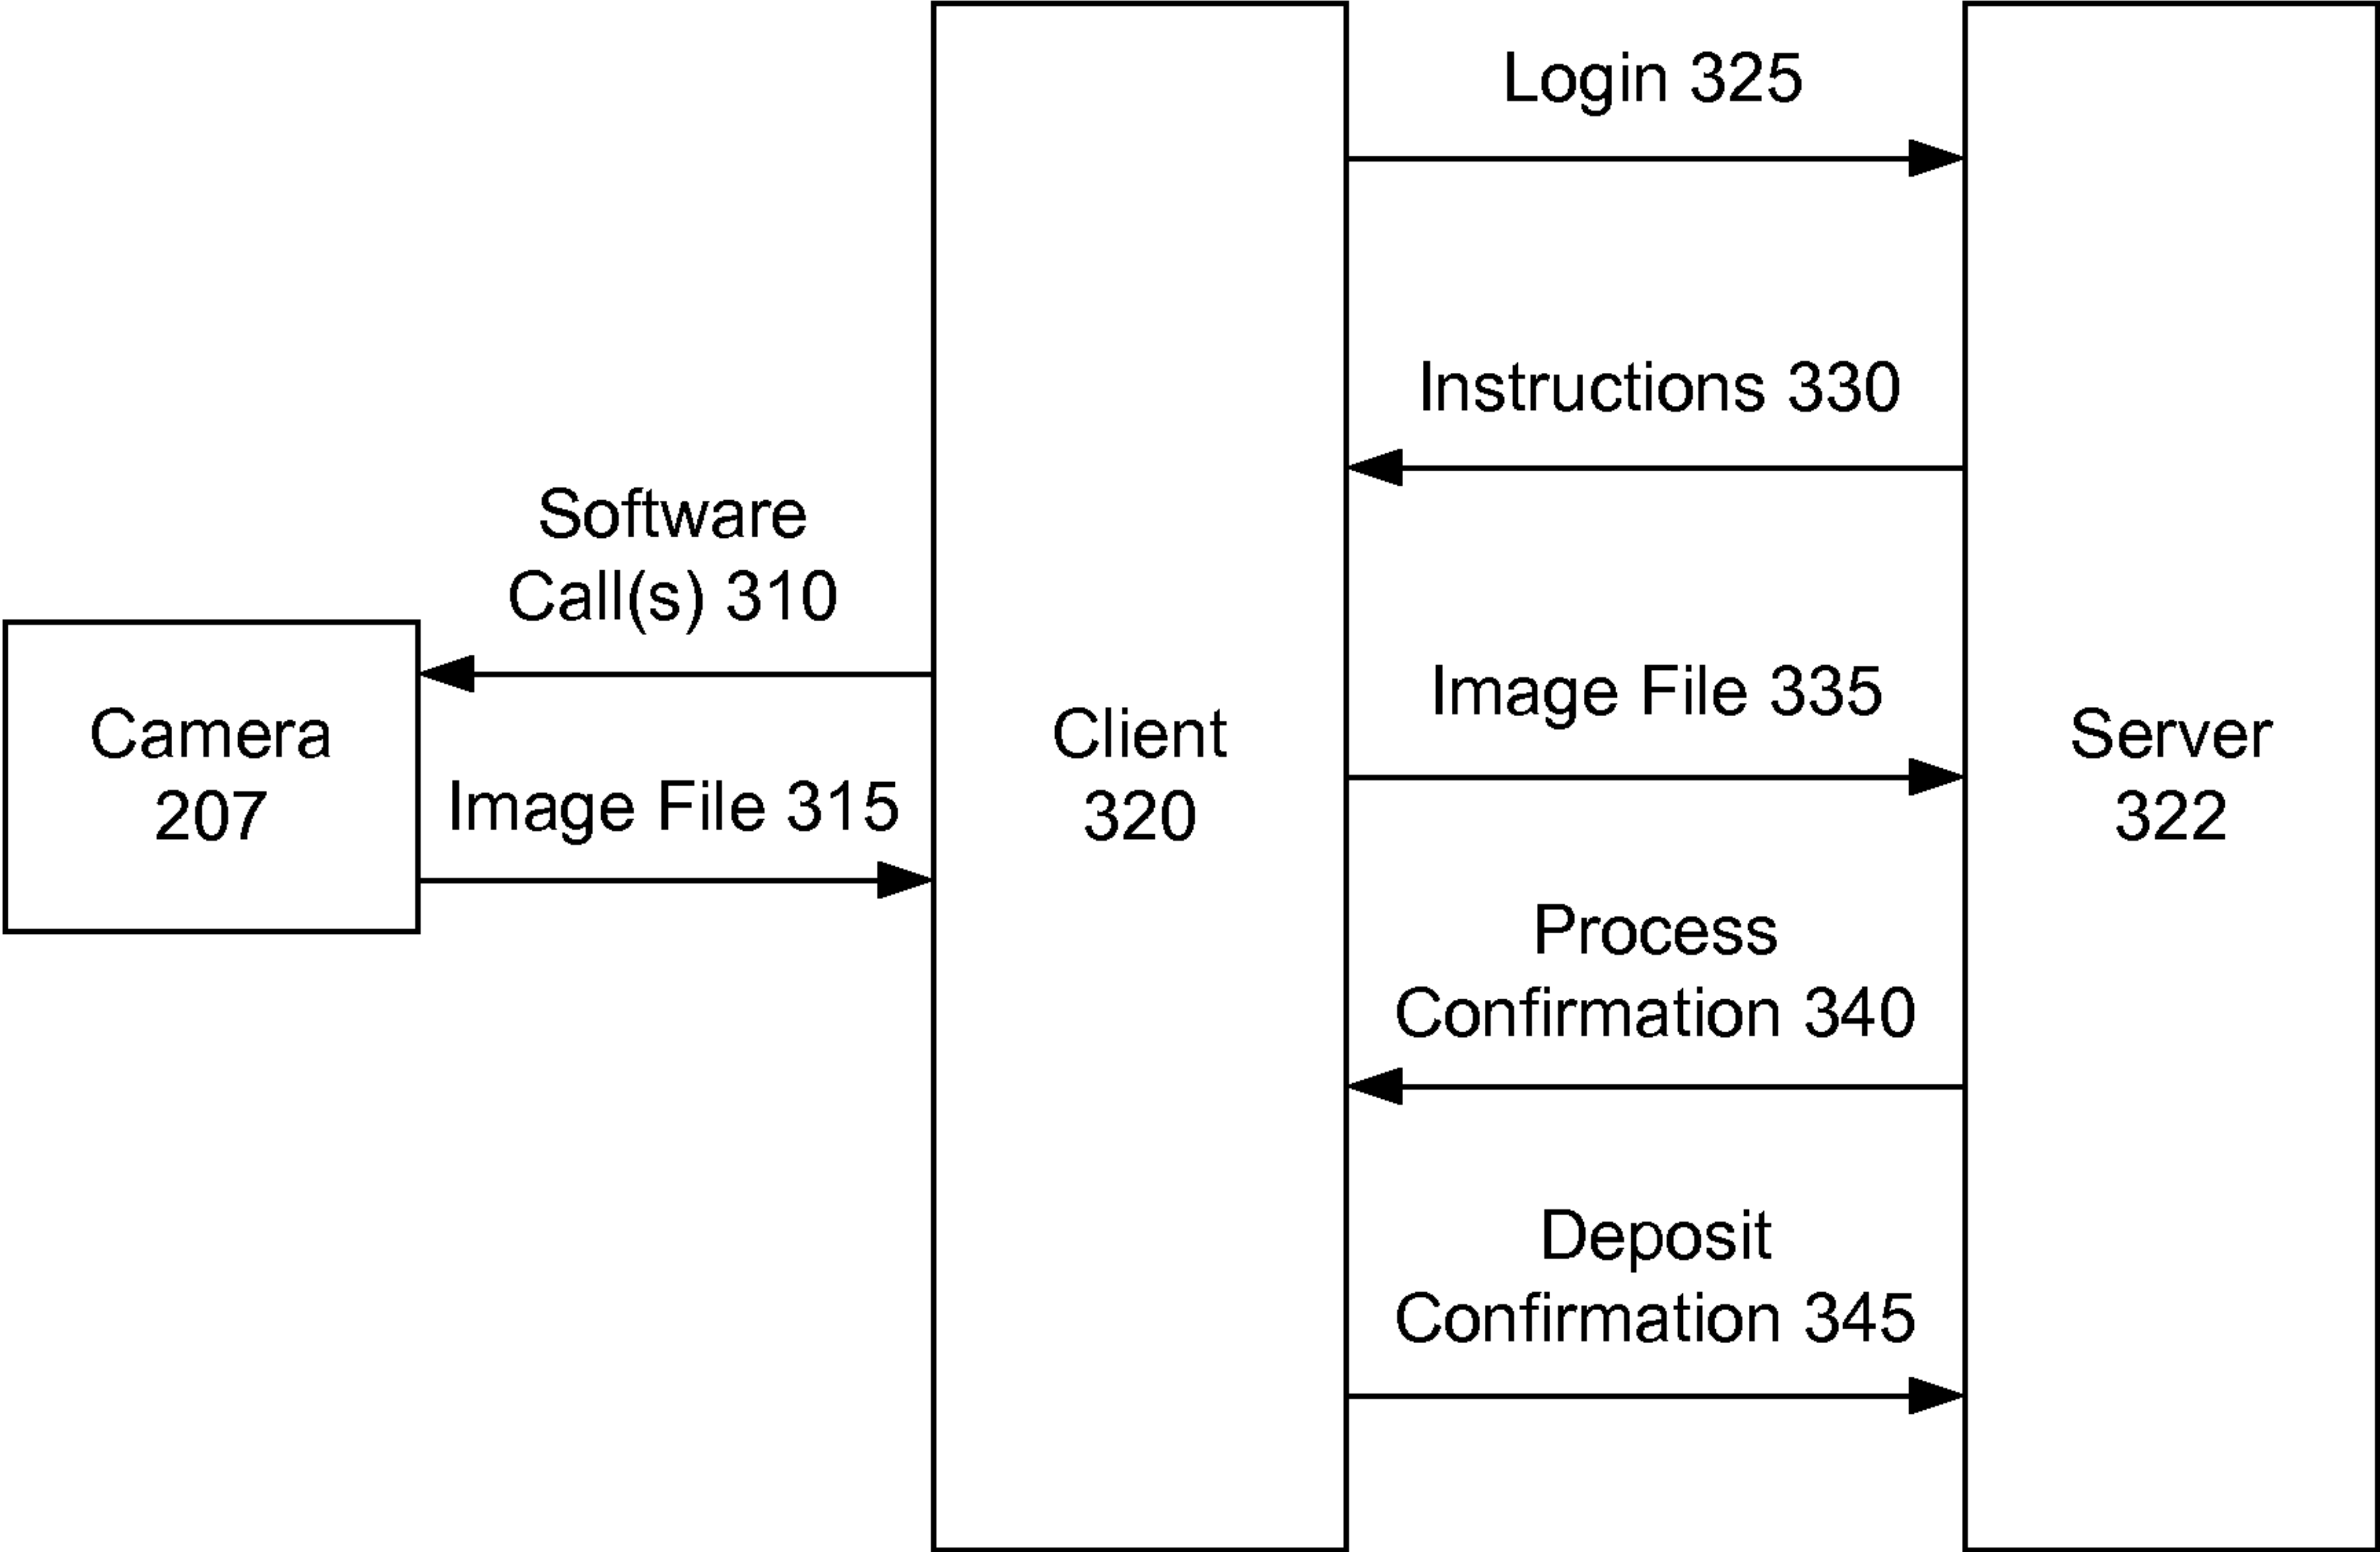 Login 325
Instructions 330
Software
Call(s) 310
Image File 335
Camera
207
Image File 315
Client
320
Server
322
Process
Confirmation 340
Deposit
Confirmation 345